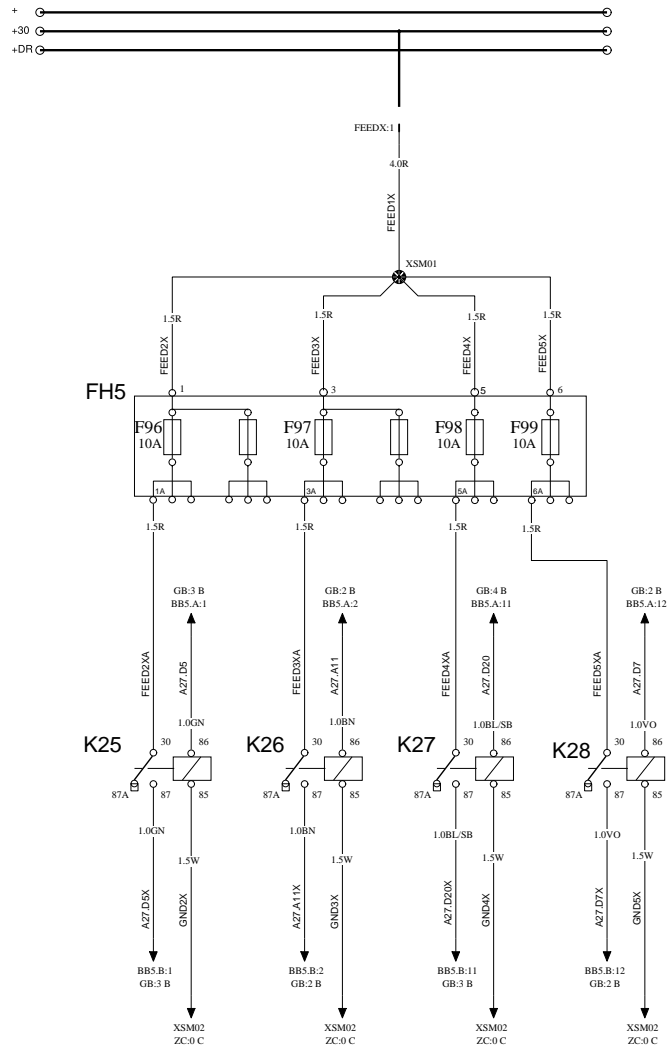 +
+30
+DR
FEEDX:1
4.0R
FEED1X
XSM01
1.5R
1.5R
1.5R
1.5R
FEED2X
FEED3X
FEED4X
FEED5X
FH5
1
3
5
6
F96
10A
F97
10A
F98
10A
F99
10A
1A
3A
5A
6A
1.5R
1.5R
1.5R
1.5R
GB:3 B
BB5.A:1
GB:2 B
BB5.A:2
GB:4 B
BB5.A:11
GB:2 B
BB5.A:12
FEED2XA
A27.D5
FEED3XA
A27.A11
FEED4XA
A27.D20
FEED5XA
A27.D7
1.0GN
1.0BN
1.0BL/SB
1.0VO
K25
30
86
K26
30
86
K27
30
86
K28
30
86
87A
87
85
87A
87
85
87A
87
85
87A
87
85
1.0GN
1.5W
1.0BN
1.5W
1.0BL/SB
1.5W
1.0VO
1.5W
A27.D5X
GND2X
A27.A11X
GND3X
A27.D20X
GND4X
A27.D7X
GND5X
BB5.B:1
GB:3 B
BB5.B:2
GB:2 B
BB5.B:11
GB:3 B
BB5.B:12
GB:2 B
XSM02
ZC:0 C
XSM02
ZC:0 C
XSM02
ZC:0 C
XSM02
ZC:0 C